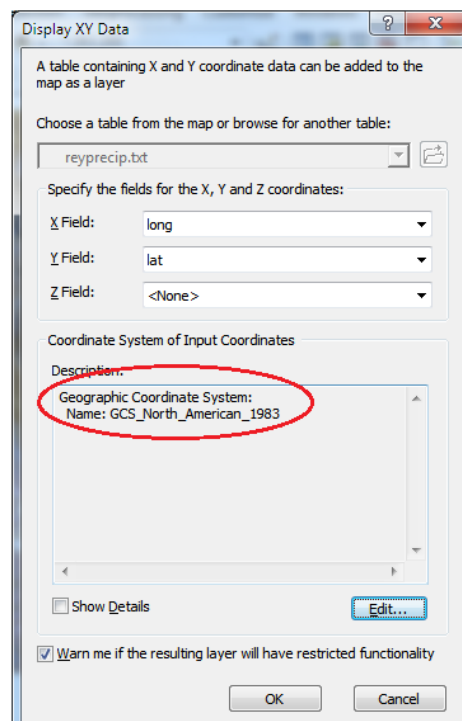 Display XY Data
A table containing X and Y coordinate data can be added to the
map as a layer
Choose a table from the map or browse for another table:
reyprecip.txt
Specify the fields for the X, Y and Z coordinates:
X Field: long
Y Field: lat
Z Field: <None>
Coordinate System of Input Coordinates
Description:
Geographic Coordinate System:
Name: GCS_North_American_1983
Show Details Edit...
Warn me if the resulting layer will have restricted functionality
OK Cancel